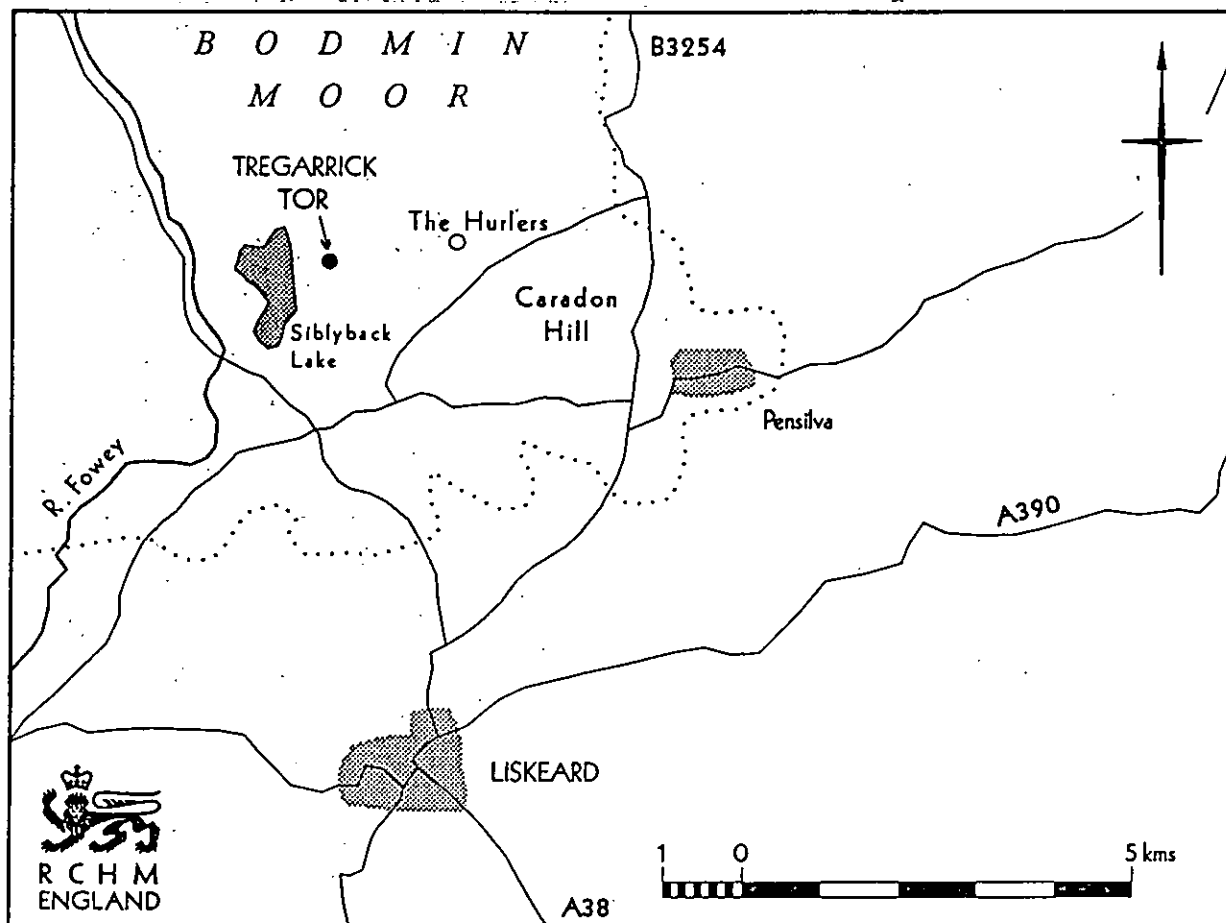 B O D M I N
M O O R
B3254
TREGARRICK
TOR
The Hurlers
Caradon
Hill
Siblyback
Lake
Pensilva
R. Fowey
A390
LISKEARD
R C H M
ENGLAND
1 0 5 kms
A38